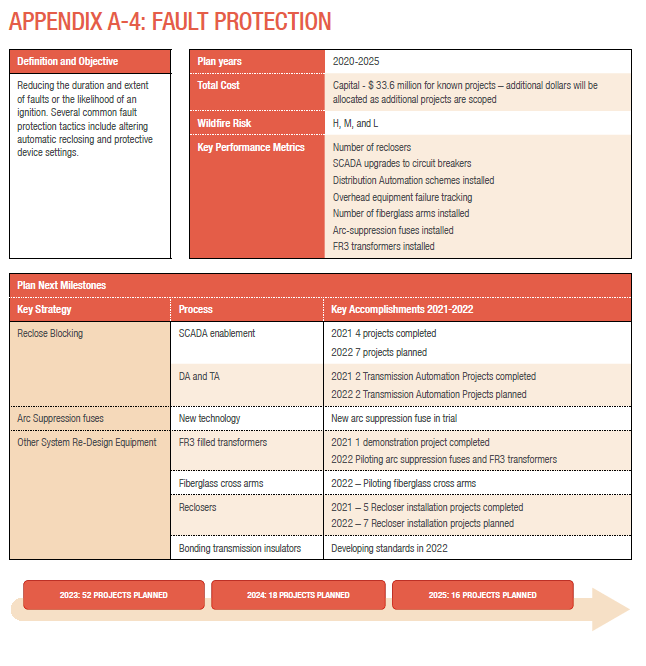 APPENDIX A-4: FAULT PROTECTION
Definition and Objective
Reducing the duration and extent
of faults or the likelihood of an
ignition. Several common fault
protection tactics include altering
automatic reclosing and protective
device settings.
Plan years
2020-2025
Total Cost
Capital - $ 33.6 million for known projects – additional dollars will be
allocated as additional projects are scoped
Wildfire Risk
H, M, and L
Key Performance Metrics
Number of reclosers
SCADA upgrades to circuit breakers
Distribution Automation schemes installed
Overhead equipment failure tracking
Number of fiberglass arms installed
Arc-suppression fuses installed
FR3 transformers installed
Plan Next Milestones
Key Strategy
Process
Key Accomplishments 2021-2022
Reclose Blocking
SCADA enablement
2021 4 projects completed
2022 7 projects planned
DA and TA
2021 2 Transmission Automation Projects completed
2022 2 Transmission Automation Projects planned
Arc Suppression fuses
New technology
New arc suppression fuse in trial
Other System Re-Design Equipment
FR3 filled transformers
2021 1 demonstration project completed
2022 Piloting arc suppression fuses and FR3 transformers
Fiberglass cross arms
2022 – Piloting fiberglass cross arms
Reclosers
2021 – 5 Recloser installation projects completed
2022 – 7 Recloser installation projects planned
Bonding transmission insulators
Developing standards in 2022
2023: 52 PROJECTS PLANNED
2024: 18 PROJECTS PLANNED
2025: 16 PROJECTS PLANNED